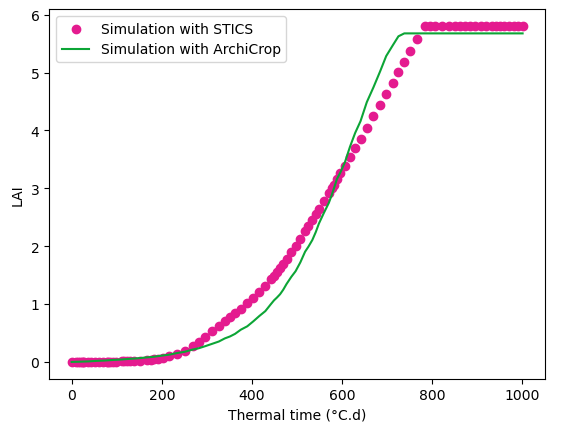 Simulation with STICS
Simulation with ArchiCrop
6
5
4
3
2
1
0
LAI
0 200 400 600 800 1000
Thermal time (°C.d)